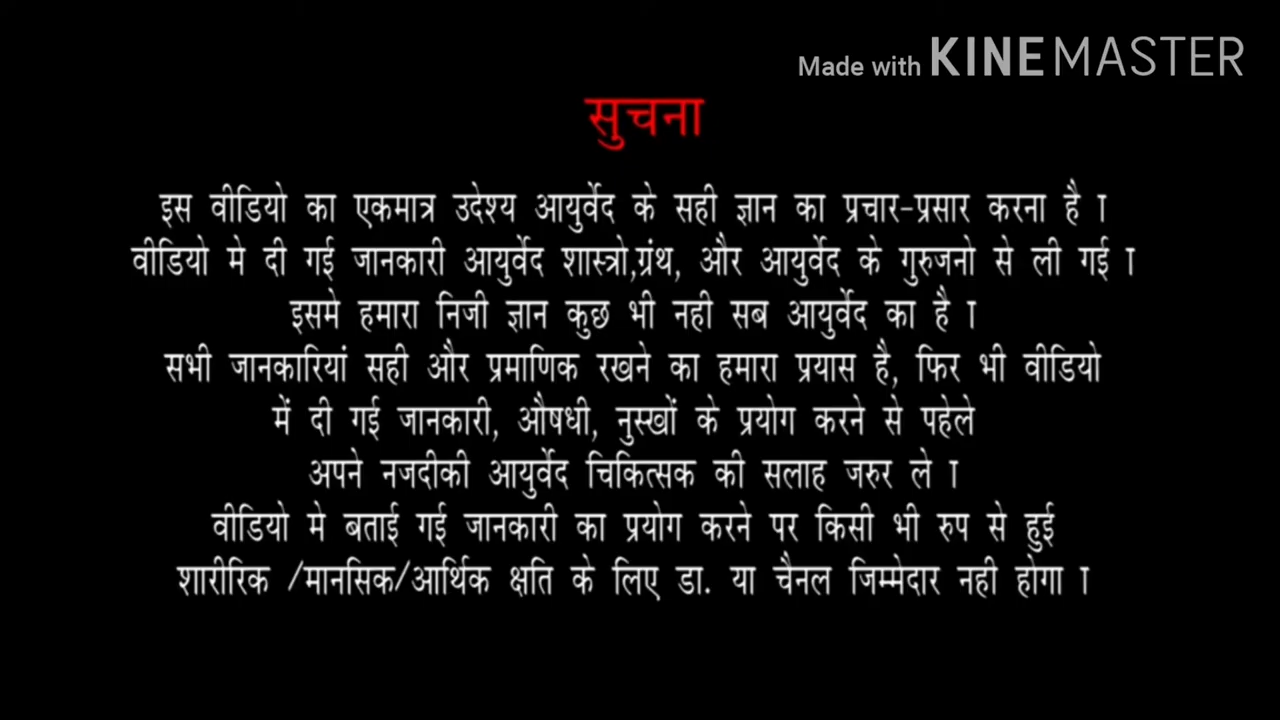 Made with KINEMASTER
सुचना
इस वीडियो का एकमात्र उदेश्य आयुर्वेद के सही ज्ञान का प्रचार-प्रसार करना है ।
वीडियो मे दी गई जानकारी आयुर्वेद शास्त्रो,ग्रंथ, और आयुर्वेद के गुरुजनो से ली गई ।
इसमे हमारा निजी ज्ञान कुछ भी नही सब आयुर्वेद का है ।
सभी जानकारियां सही और प्रमाणिक रखने का हमारा प्रयास है, फिर भी वीडियो
में दी गई जानकारी, औषधी, नुस्खों के प्रयोग करने से पहेले
अपने नजदीकी आयुर्वेद चिकित्सक की सलाह जरुर ले ।
वीडियो मे बताई गई जानकारी का प्रयोग करने पर किसी भी रुप से हुई
शारीरिक /मानसिक/आर्थिक क्षति के लिए डा. या चैनल जिम्मेदार नही होगा ।